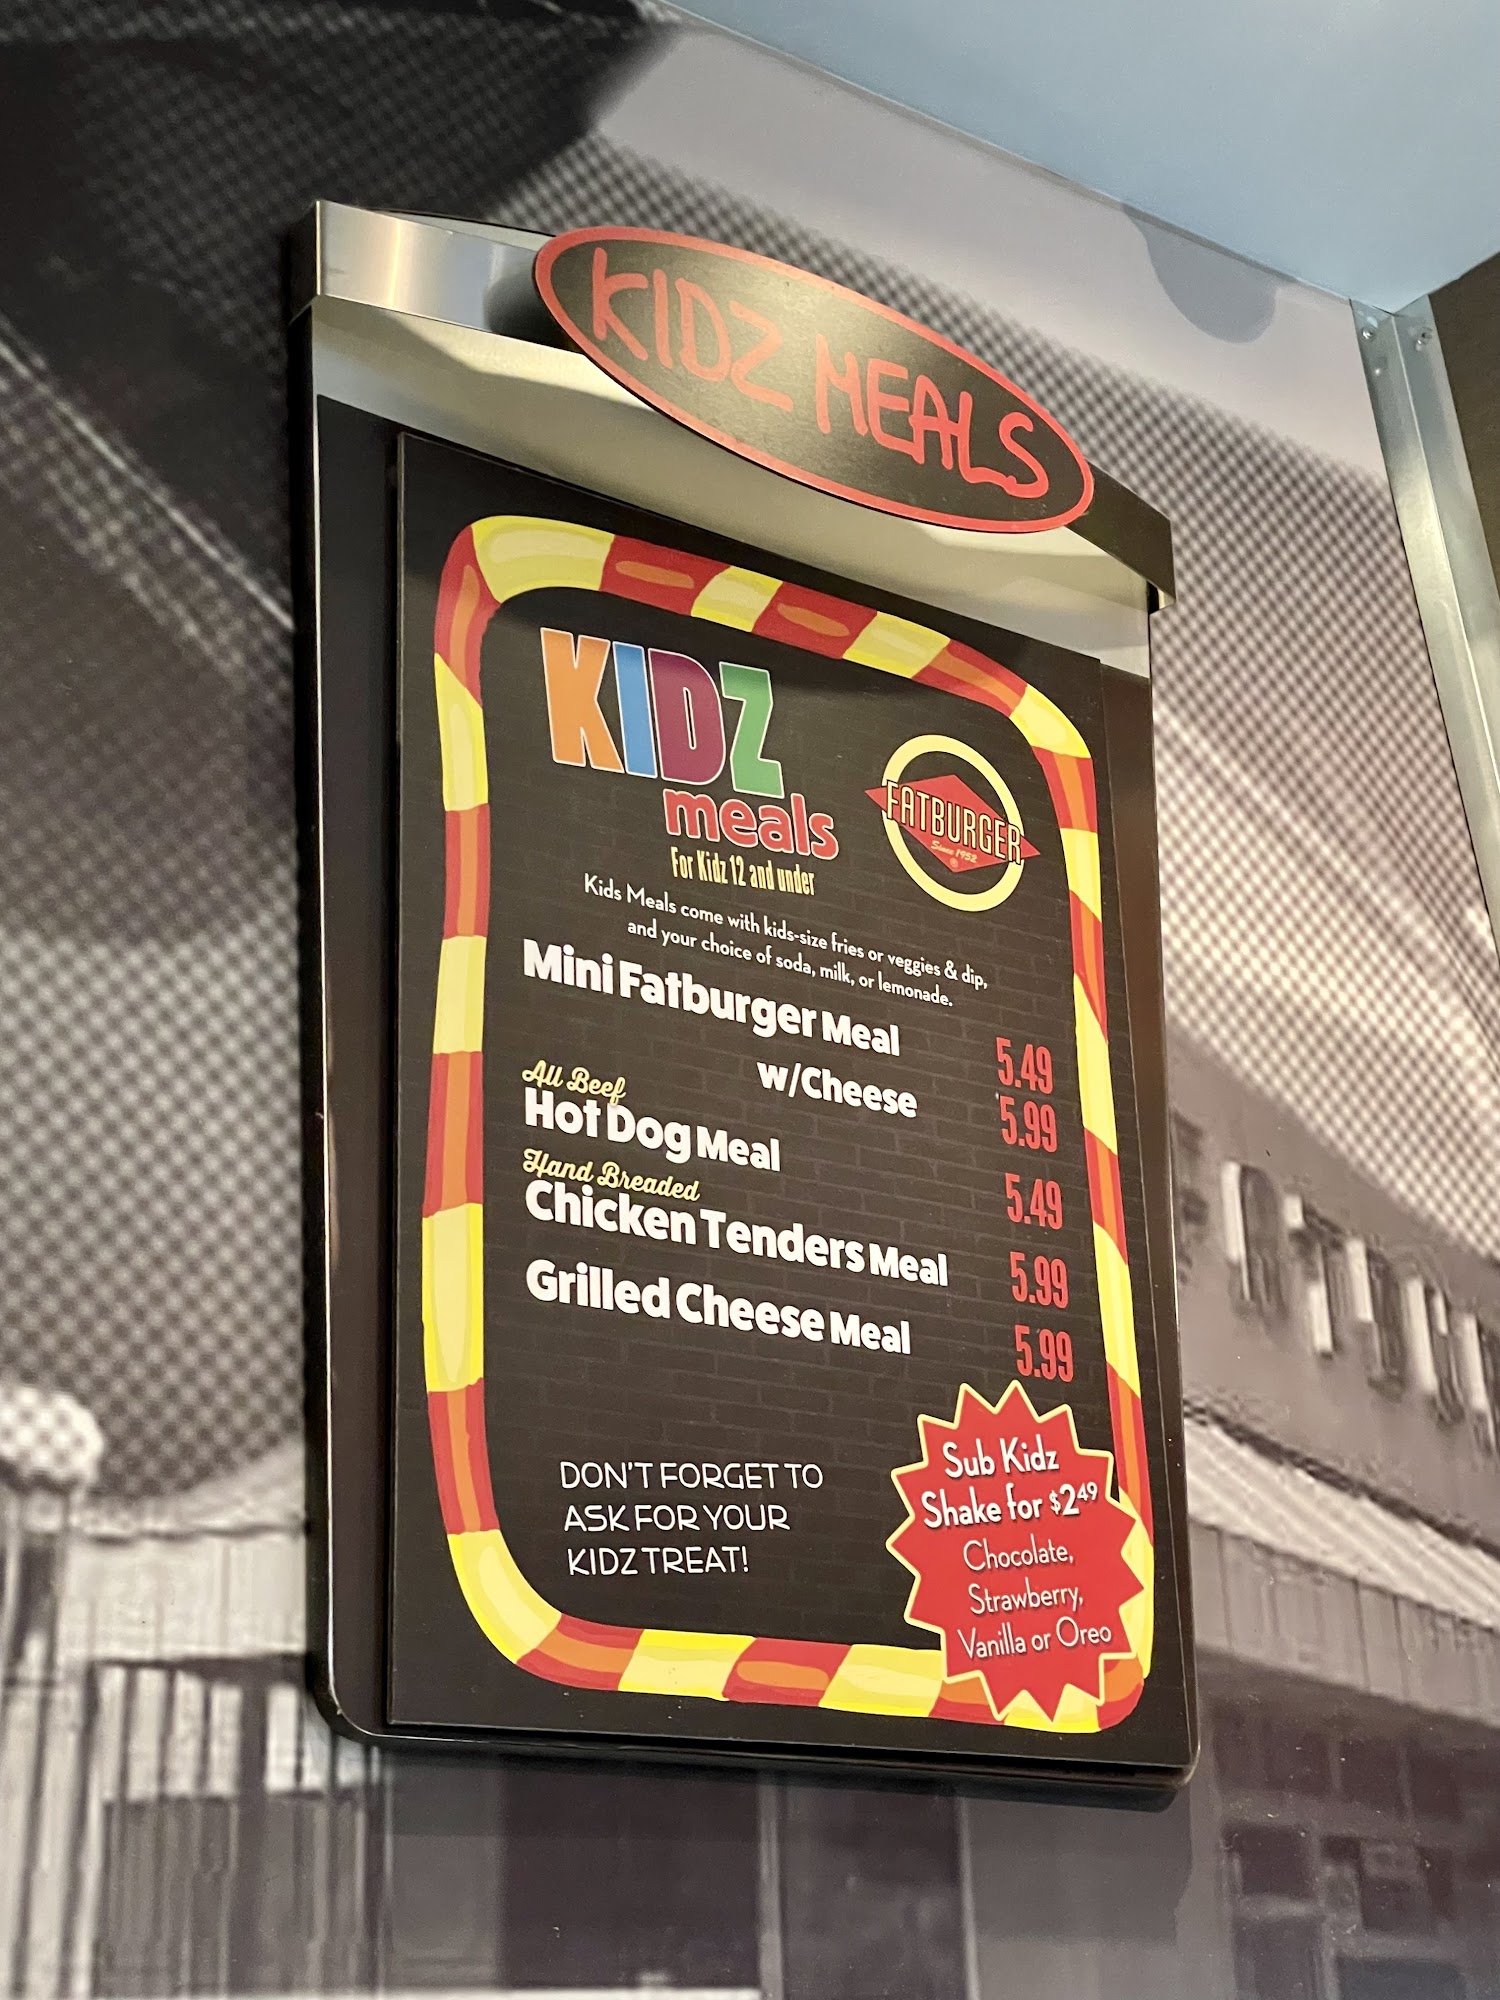 KIDZ MEALS
KIDZ
meals
For Kidz 12 and under
FATBURGER
Since 1952
®
Kids Meals come with kids-size fries or veggies & dip,
and your choice of soda, milk, or lemonade.
Mini Fatburger Meal 5.49
w/Cheese 5.99
All Beef
Hot Dog Meal 5.49
Hand Breaded
Chicken Tenders Meal 5.99
Grilled Cheese Meal 5.99
DON'T FORGET TO
ASK FOR YOUR
KIDZ TREAT!
Sub Kidz
Shake for $249
Chocolate,
Strawberry,
Vanilla or Oreo